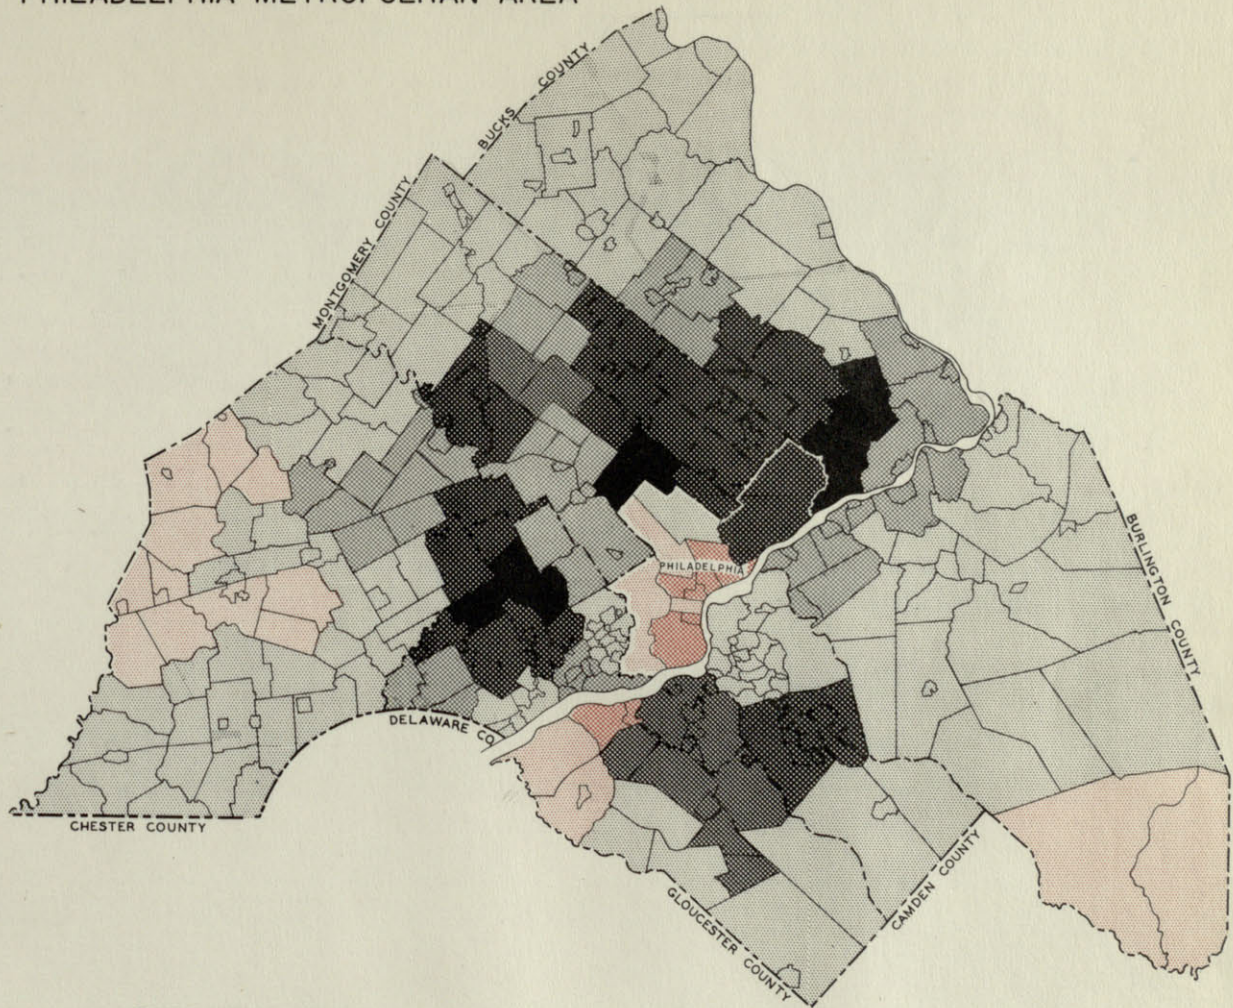 PHILADELPHIA METROPOLITAN AREA
BUCKS COUNTY
MONTGOMERY COUNTY
PHILADELPHIA
BURLINGTON COUNTY
DELAWARE CO
CHESTER COUNTY
GLOUCESTER COUNTY
CAMDEN COUNTY